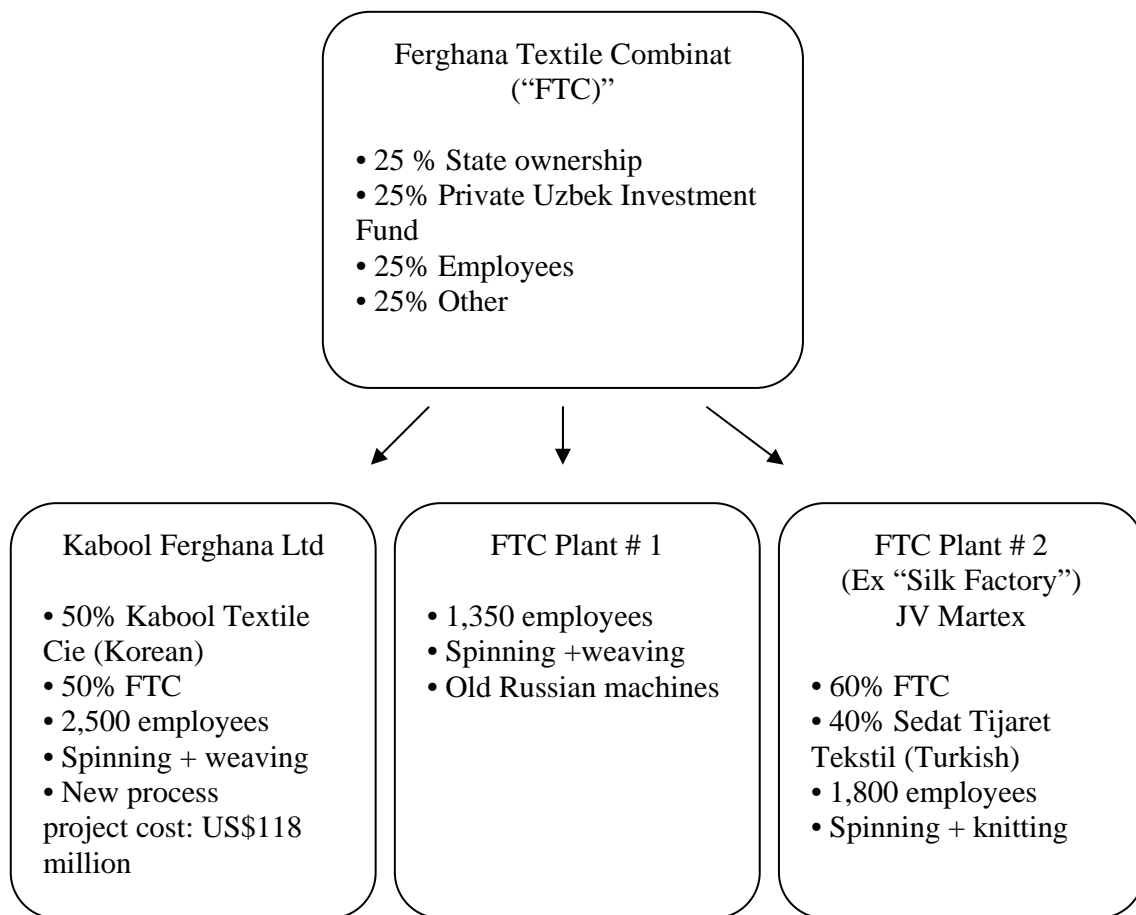 Ferghana Textile Combinat
(“FTC)”
• 25 % State ownership
• 25% Private Uzbek Investment
Fund
• 25% Employees
• 25% Other
Kabool Ferghana Ltd
• 50% Kabool Textile
Cie (Korean)
• 50% FTC
• 2,500 employees
• Spinning + weaving
• New process
project cost: US$118
million
FTC Plant # 1
• 1,350 employees
• Spinning +weaving
• Old Russian machines
FTC Plant # 2
(Ex “Silk Factory”)
JV Martex
• 60% FTC
• 40% Sedat Tijaret
Tekstil (Turkish)
• 1,800 employees
• Spinning + knitting